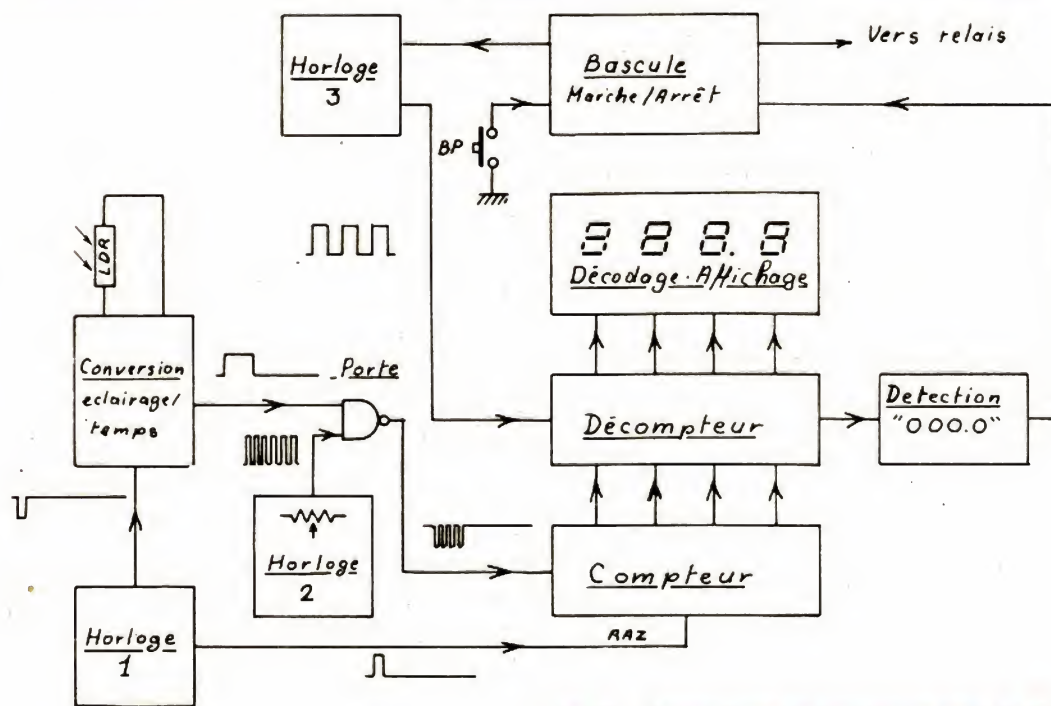 Horloge
3
Bascule
Marche/Arrêt
Vers relais
BP
LDR
8 8 8. 8
Décodage. Affichage
Conversion
eclairage/
temps
Porte
Décompteur
Detection
"000.0"
Horloge
2
Compteur
Horloge
1
RAZ